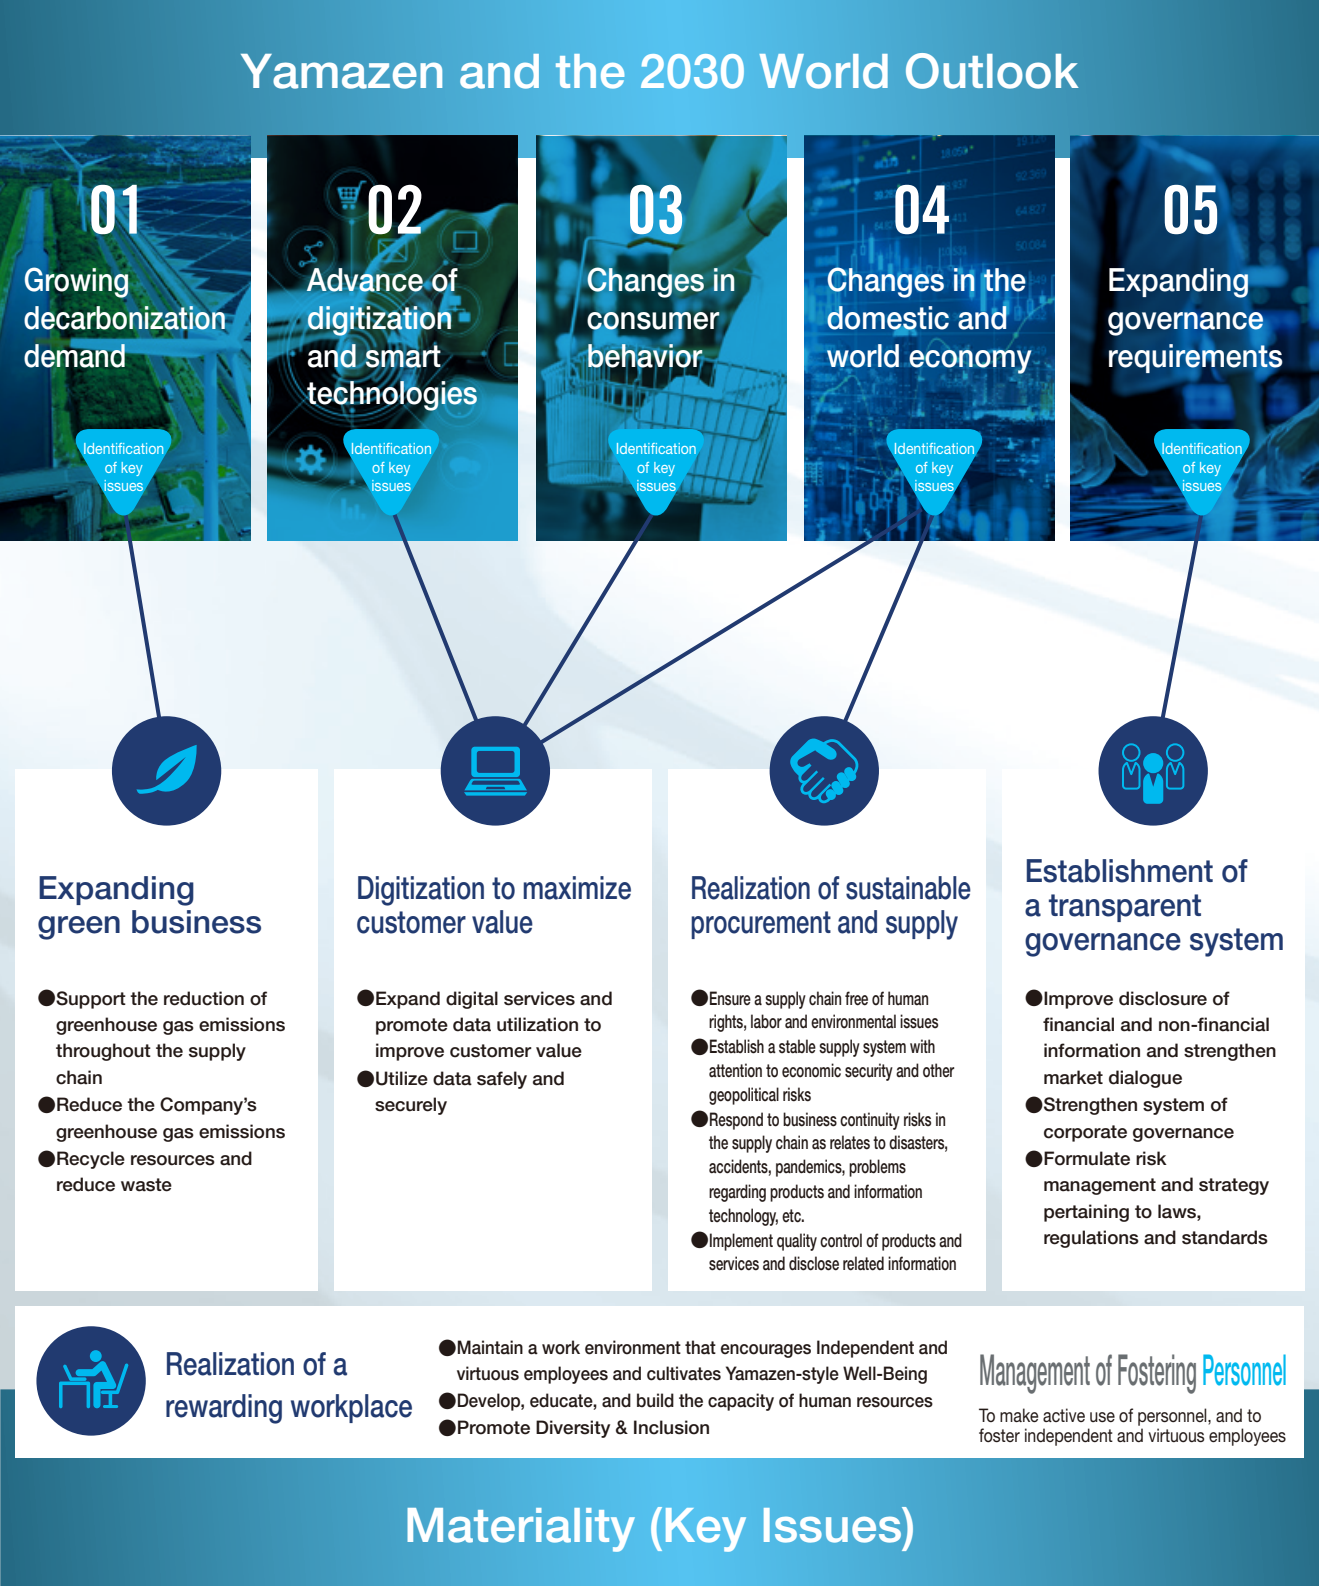 Yamazen and the 2030 World Outlook
01
Growing
decarbonization
demand
Identification
of key
issues
02
Advance of
digitization
and smart
technologies
Identification
of key
issues
03
Changes in
consumer
behavior
Identification
of key
issues
04
Changes in the
domestic and
world economy
Identification
of key
issues
05
Expanding
governance
requirements
Identification
of key
issues
Expanding
green business
●Support the reduction of
greenhouse gas emissions
throughout the supply
chain
●Reduce the Company’s
greenhouse gas emissions
●Recycle resources and
reduce waste
Digitization to maximize
customer value
●Expand digital services and
promote data utilization to
improve customer value
●Utilize data safely and
securely
Realization of sustainable
procurement and supply
●Ensure a supply chain free of human
rights, labor and environmental issues
●Establish a stable supply system with
attention to economic security and other
geopolitical risks
●Respond to business continuity risks in
the supply chain as relates to disasters,
accidents, pandemics, problems
regarding products and information
technology, etc.
●Implement quality control of products and
services and disclose related information
Establishment of
a transparent
governance system
●Improve disclosure of
financial and non-financial
information and strengthen
market dialogue
●Strengthen system of
corporate governance
●Formulate risk
management and strategy
pertaining to laws,
regulations and standards
Realization of a
rewarding workplace
●Maintain a work environment that encourages Independent and
virtuous employees and cultivates Yamazen-style Well-Being
●Develop, educate, and build the capacity of human resources
●Promote Diversity & Inclusion
Management of Fostering Personnel
To make active use of personnel, and to
foster independent and virtuous employees
Materiality (Key Issues)